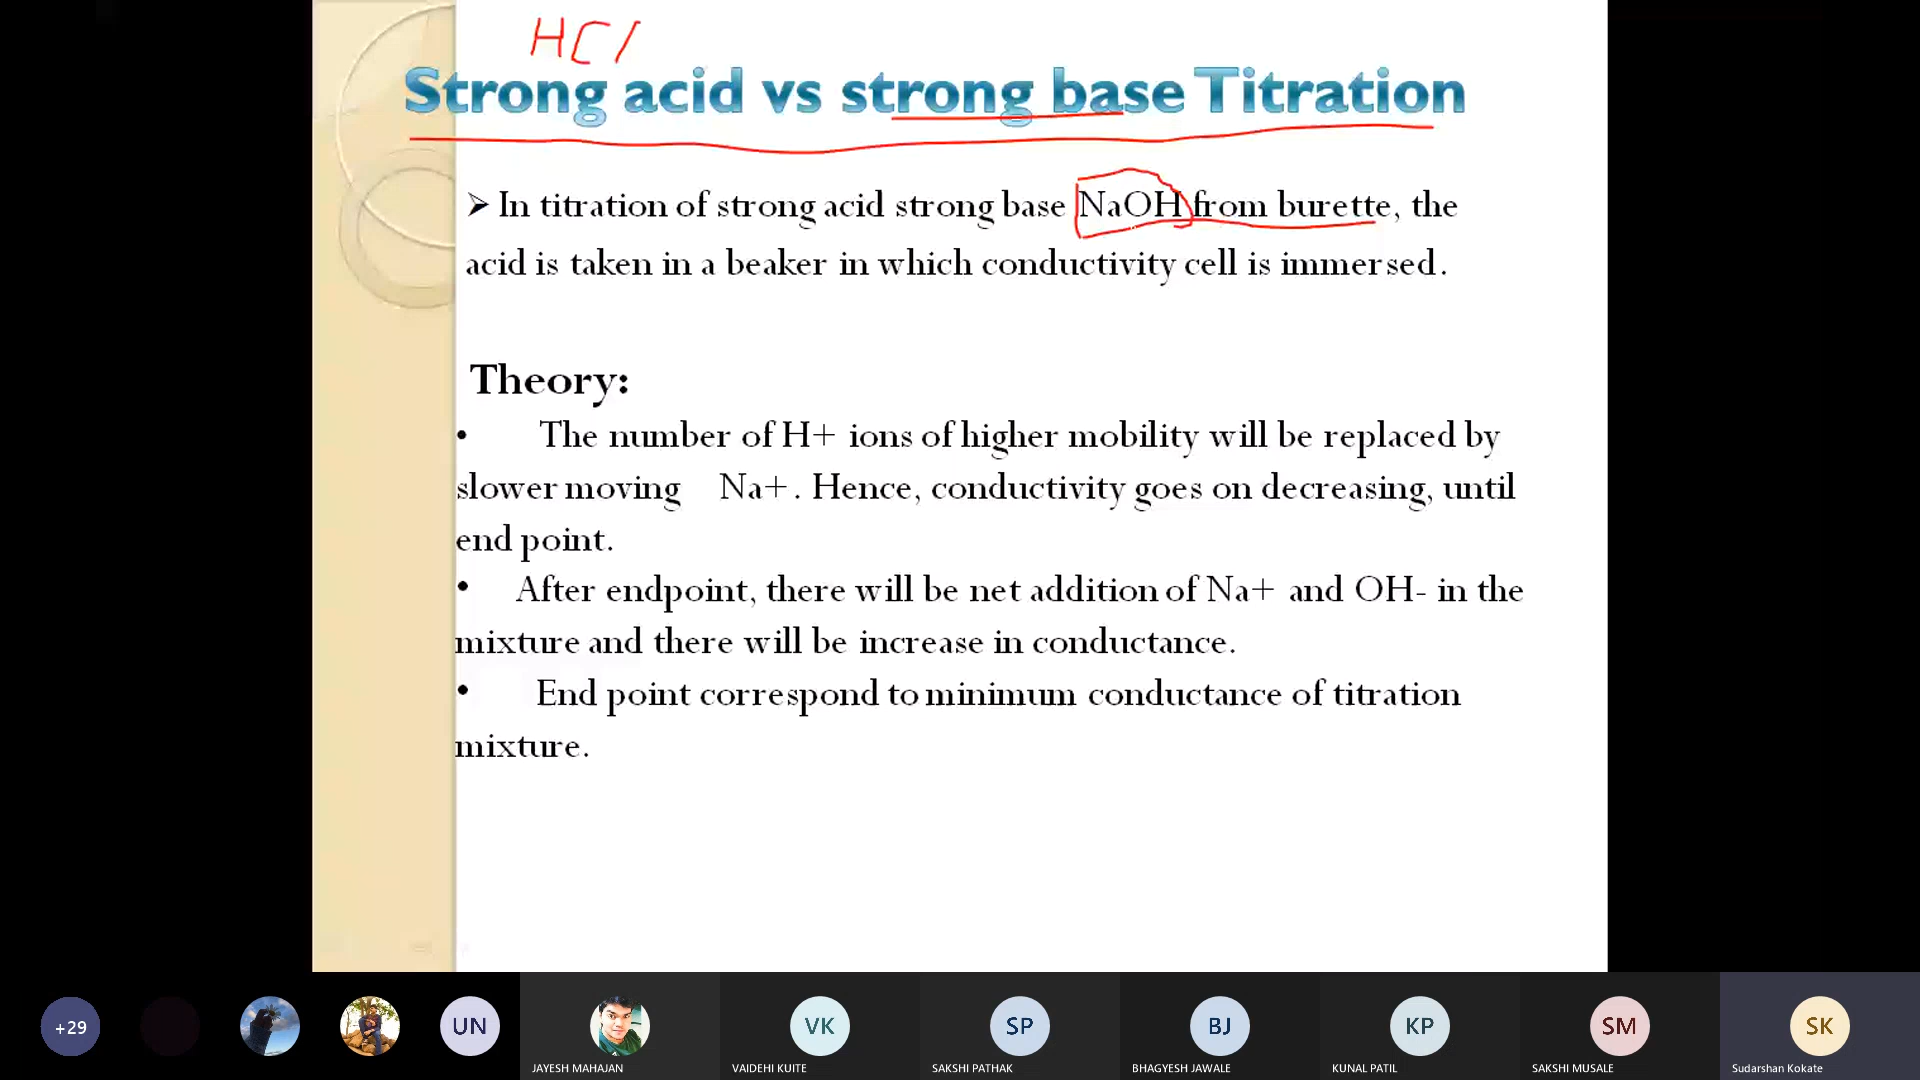 HCl
Strong acid vs strong base Titration
➢ In titration of strong acid strong base NaOH from burette, the
acid is taken in a beaker in which conductivity cell is immersed.
Theory:
• The number of H+ ions of higher mobility will be replaced by
slower moving Na+. Hence, conductivity goes on decreasing, until
end point.
• After endpoint, there will be net addition of Na+ and OH- in the
mixture and there will be increase in conductance.
• End point correspond to minimum conductance of titration
mixture.
+29
UN
VK
SP
BJ
KP
SM
SK
JAYESH MAHAJAN
VAIDEHI KUITE
SAKSHI PATHAK
BHAGYESH JAWALE
KUNAL PATIL
SAKSHI MUSALE
Sudarshan Kokate